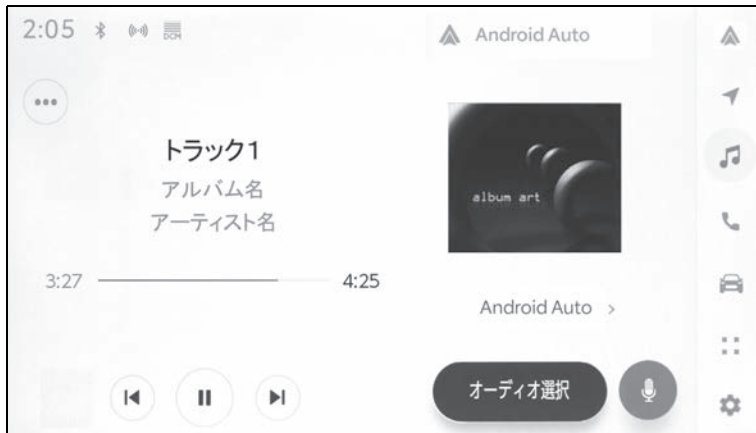 2:05
DCM
Android Auto
トラック1
アルバム名
アーティスト名
album art
3:27
4:25
Android Auto
オーディオ選択